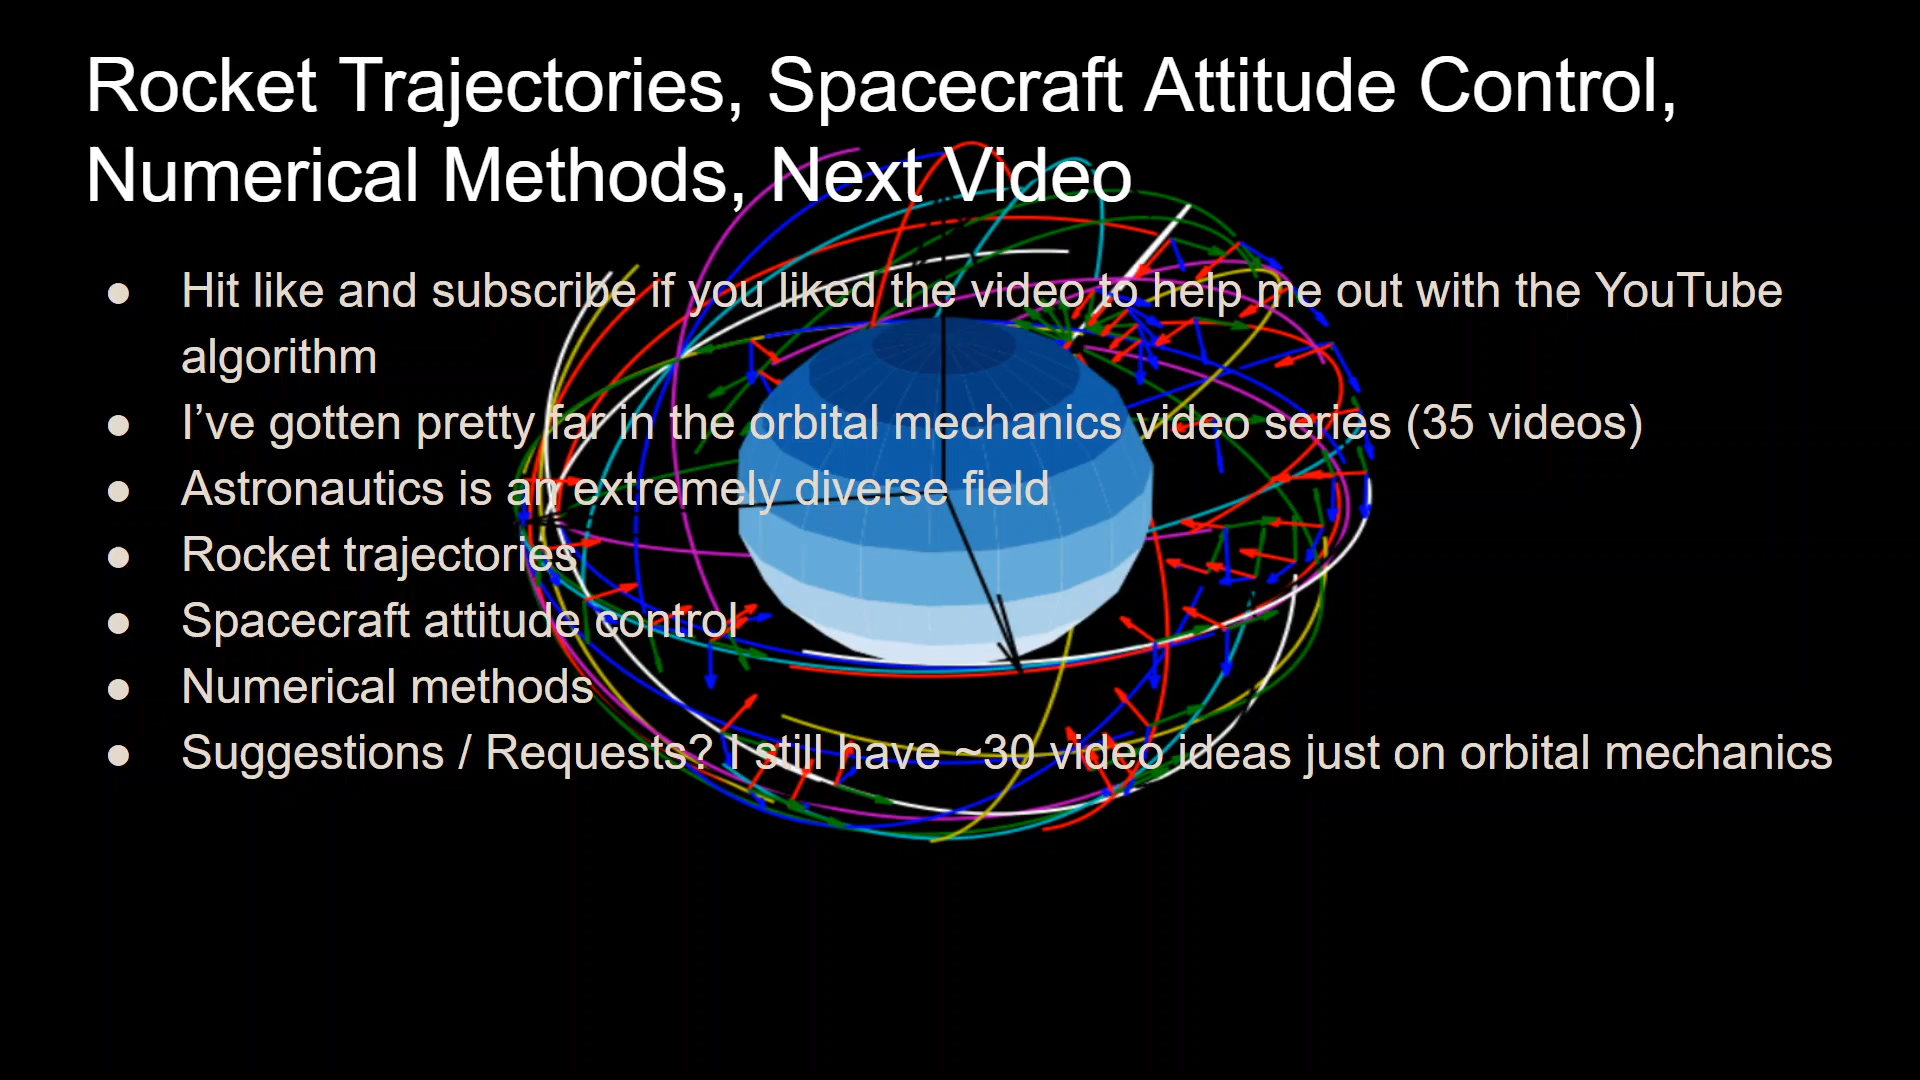 Rocket Trajectories, Spacecraft Attitude Control,
Numerical Methods, Next Video
● Hit like and subscribe if you liked the video to help me out with the YouTube
algorithm
● I’ve gotten pretty far in the orbital mechanics video series (35 videos)
● Astronautics is an extremely diverse field
● Rocket trajectories
● Spacecraft attitude control
● Numerical methods
● Suggestions / Requests? I still have ~30 video ideas just on orbital mechanics